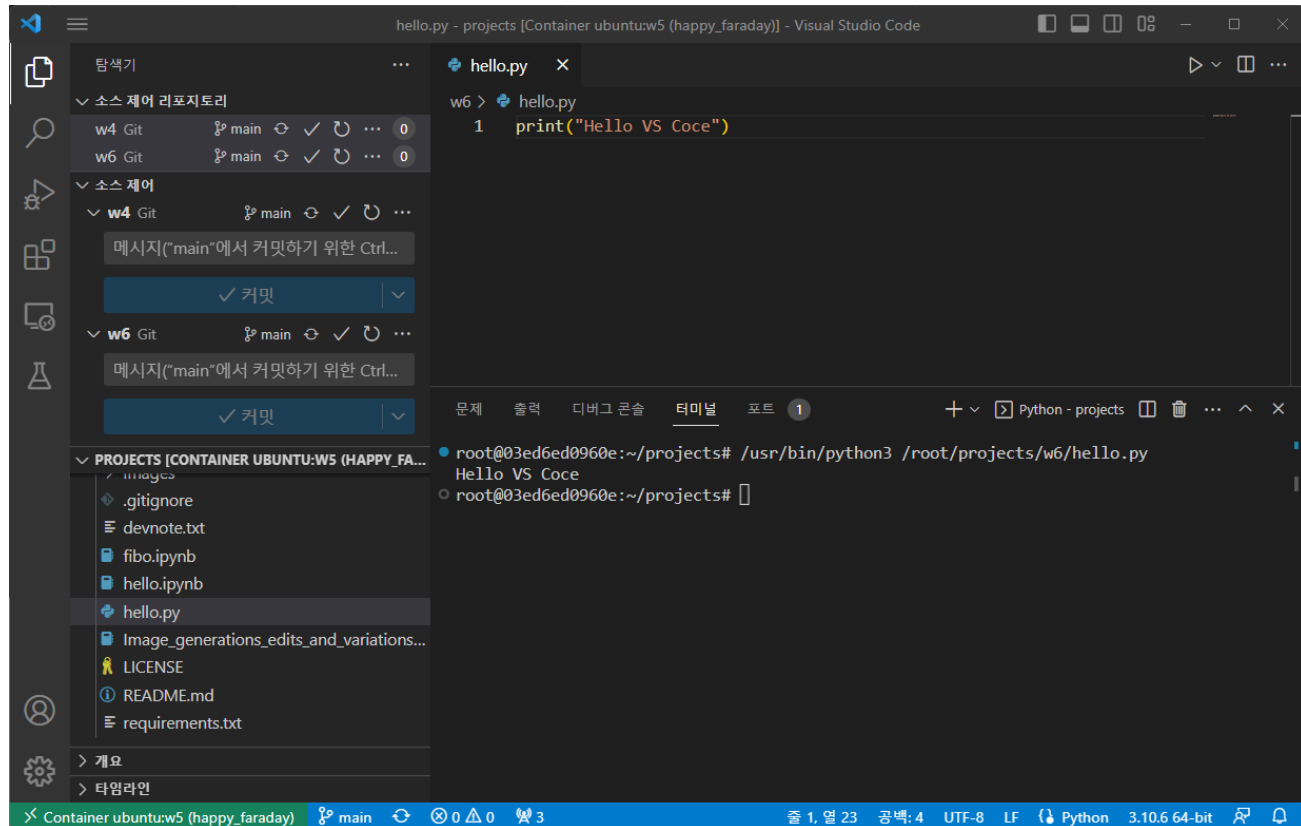 hello.py - projects [Container ubuntu:w5 (happy_faraday)] - Visual Studio Code
탐색기
소스 제어 리포지토리
w4 Git main 0
w6 Git main 0
소스 제어
w4 Git main
메시지("main"에서 커밋하기 위한 Ctrl...
커밋
w6 Git main
메시지("main"에서 커밋하기 위한 Ctrl...
커밋
PROJECTS [CONTAINER UBUNTU:W5 (HAPPY_FA...
images
.gitignore
devnote.txt
fibo.ipynb
hello.ipynb
hello.py
Image_generations_edits_and_variations...
LICENSE
README.md
requirements.txt
개요
타임라인
hello.py
w6 > hello.py
1 print("Hello VS Coce")
문제 출력 디버그 콘솔 터미널 포트 1 Python - projects
root@03ed6ed0960e:~/projects# /usr/bin/python3 /root/projects/w6/hello.py
Hello VS Coce
root@03ed6ed0960e:~/projects#
Container ubuntu:w5 (happy_faraday) main 0 0 3 줄 1, 열 23 공백: 4 UTF-8 LF Python 3.10.6 64-bit